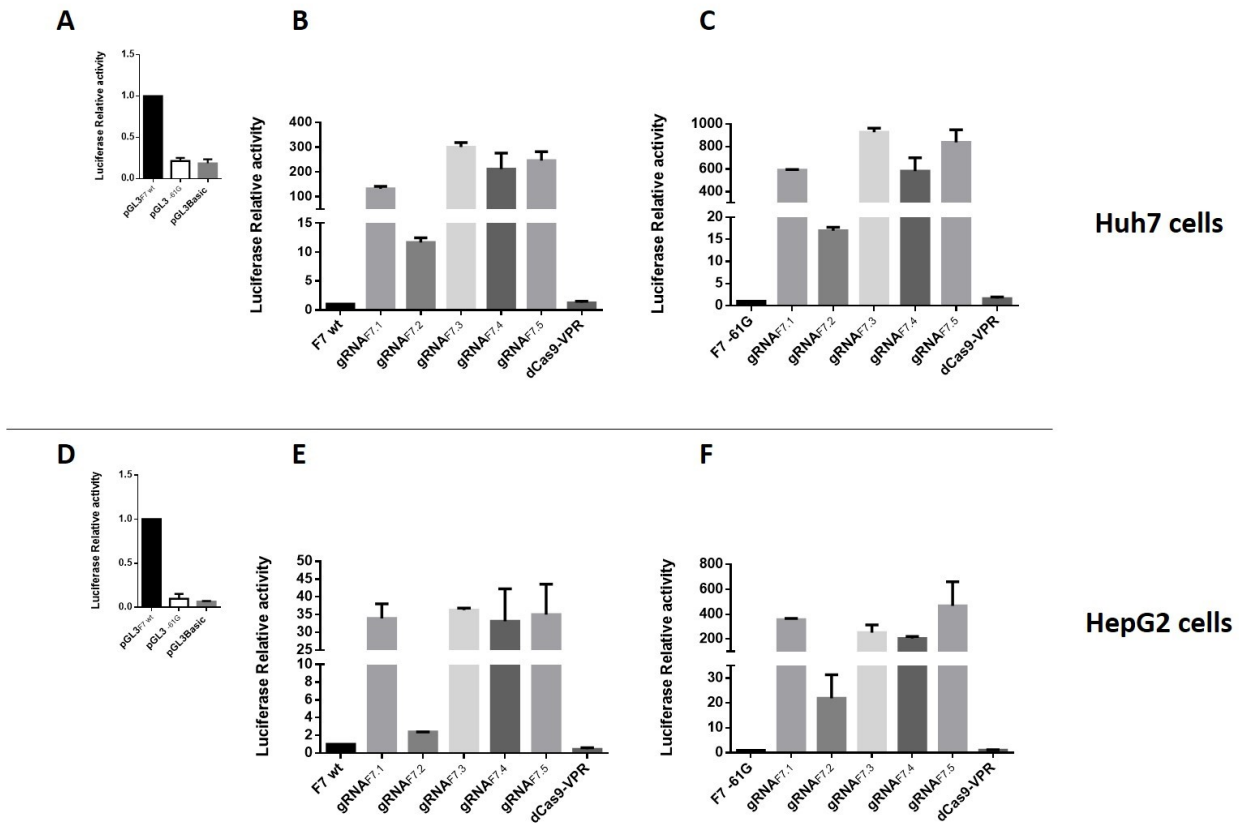 A
Luciferase Relative activity
1.5
1.0
0.5
0.0
pGL3F7 wt
pGL3 -61G
pGL3Basic
B
Luciferase Relative activity
400
300
200
100
15
10
5
0
F7 wt
gRNAF7.1
gRNAF7.2
gRNAF7.3
gRNAF7.4
gRNAF7.5
dCas9-VPR
C
Luciferase Relative activity
1000
800
600
400
20
15
10
5
0
F7 -61G
gRNAF7.1
gRNAF7.2
gRNAF7.3
gRNAF7.4
gRNAF7.5
dCas9-VPR
Huh7 cells
D
Luciferase Relative activity
1.5
1.0
0.5
0.0
pGL3F7 wt
pGL3 -61G
pGL3Basic
E
Luciferase Relative activity
50
45
40
35
30
25
10
8
6
4
2
0
F7 wt
gRNAF7.1
gRNAF7.2
gRNAF7.3
gRNAF7.4
gRNAF7.5
dCas9-VPR
F
Luciferase Relative activity
800
600
400
200
30
20
10
0
F7 -61G
gRNAF7.1
gRNAF7.2
gRNAF7.3
gRNAF7.4
gRNAF7.5
dCas9-VPR
HepG2 cells